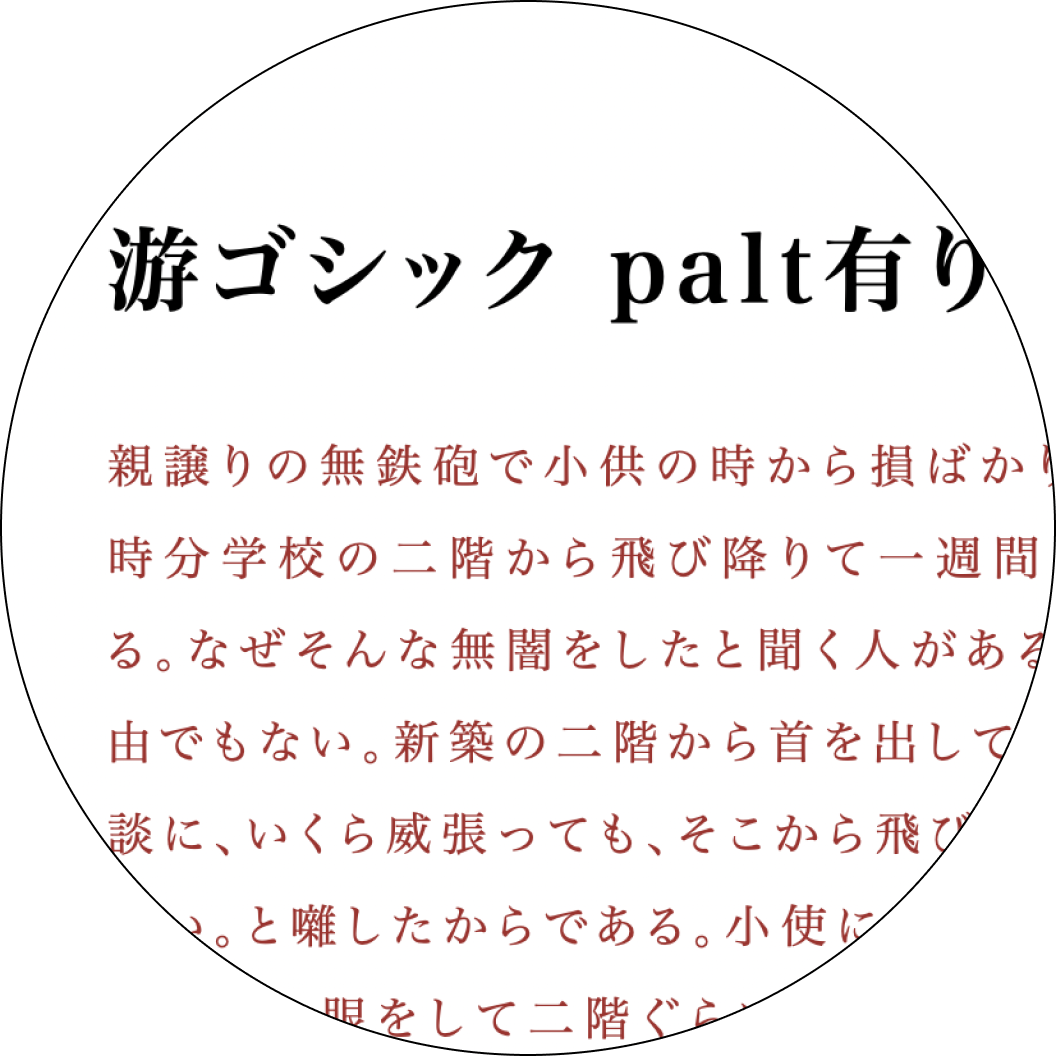 游ゴシック palt有り
親譲りの無鉄砲で小供の時から損ばかり
時分学校の二階から飛び降りて一週間
る。なぜそんな無闇をしたと聞く人がある
由でもない。新築の二階から首を出して
談に、いくら威張っても、そこから飛び
い。と囃したからである。小使に
眼をして二階ぐら